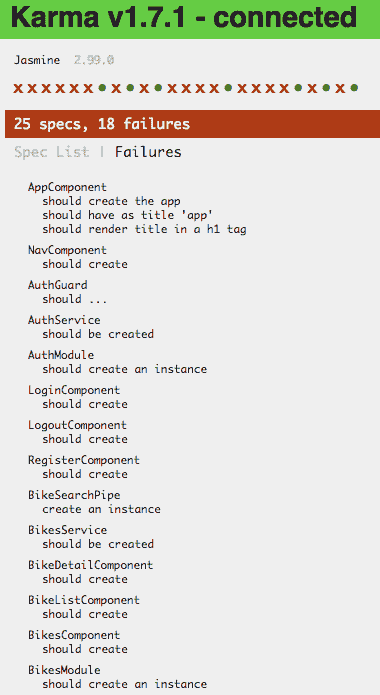 Karma v1.7.1 - connected
Jasmine 2.99.0
xxxxxx•x•x•xxxx•xxxx•x•x•
25 specs, 18 failures
Spec List | Failures
AppComponent
should create the app
should have as title 'app'
should render title in a h1 tag
NavComponent
should create
AuthGuard
should ...
AuthService
should be created
AuthModule
should create an instance
LoginComponent
should create
LogoutComponent
should create
RegisterComponent
should create
BikeSearchPipe
create an instance
BikesService
should be created
BikeDetailComponent
should create
BikeListComponent
should create
BikesComponent
should create
BikesModule
should create an instance